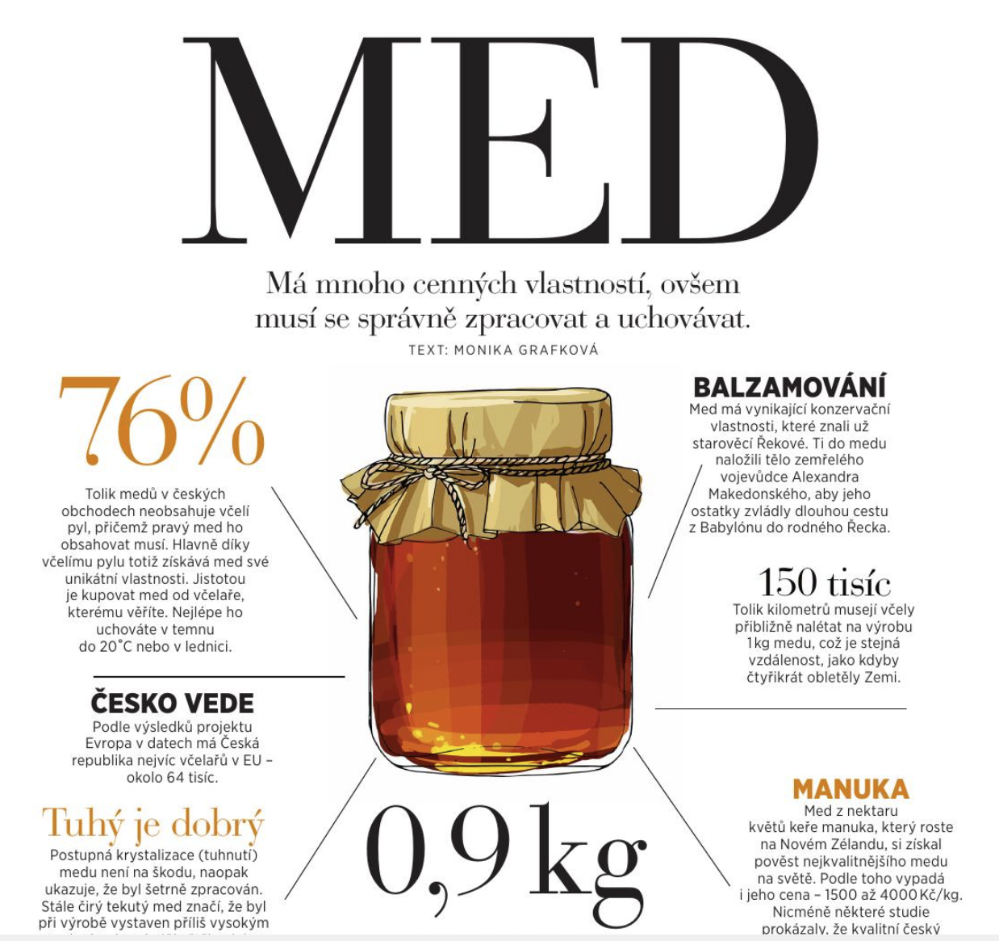 MED
Má mnoho cenných vlastností, ovšem
musí se správně zpracovat a uchovávat.
TEXT: MONIKA GRAFKOVÁ
76%
Tolik medů v českých
obchodech neobsahuje včelí
pyl, přičemž pravý med ho
obsahovat musí. Hlavně díky
včelímu pylu totiž získává med své
unikátní vlastnosti. Jistotou
je kupovat med od včelaře,
kterému věříte. Nejlépe ho
uchováte v temnu
do 20˚C nebo v lednici.
ČESKO VEDE
Podle výsledků projektu
Evropa v datech má Česká
republika nejvíc včelařů v EU –
okolo 64 tisíc.
Tuhý je dobrý
Postupná krystalizace (tuhnutí)
medu není na škodu, naopak
ukazuje, že byl šetrně zpracován.
Stále čirý tekutý med značí, že byl
při výrobě vystaven příliš vysokým
0,9 kg
BALZAMOVÁNÍ
Med má vynikající konzervační
vlastnosti, které znali už
starověcí Řekové. Ti do medu
naložili tělo zemřelého
vojevůdce Alexandra
Makedonského, aby jeho
ostatky zvládly dlouhou cestu
z Babylónu do rodného Řecka.
150 tisíc
Tolik kilometrů musejí včely
přibližně nalétat na výrobu
1 kg medu, což je stejná
vzdálenost, jako kdyby
čtyřikrát obletěly Zemi.
MANUKA
Med z nektaru
květů keře manuka, který roste
na Novém Zélandu, si získal
pověst nejkvalitnějšího medu
na světě. Podle toho vypadá
i jeho cena – 1500 až 4000 Kč/kg.
Nicméně některé studie
prokázaly, že kvalitní český